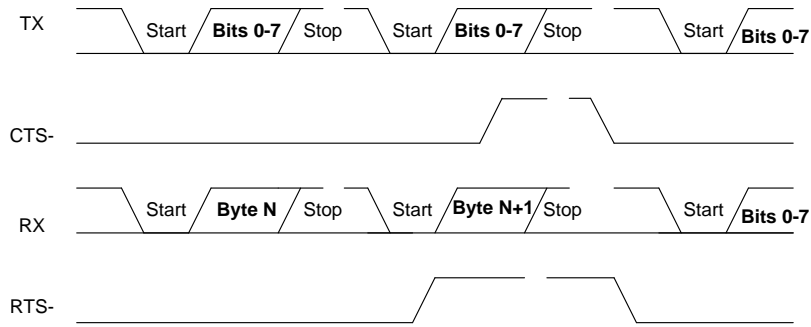 TX Start Bits 0-7 Stop Start Bits 0-7 Stop Start Bits 0-7
CTS-
RX Start Byte N Stop Start Byte N+1 Stop Start Bits 0-7
RTS-